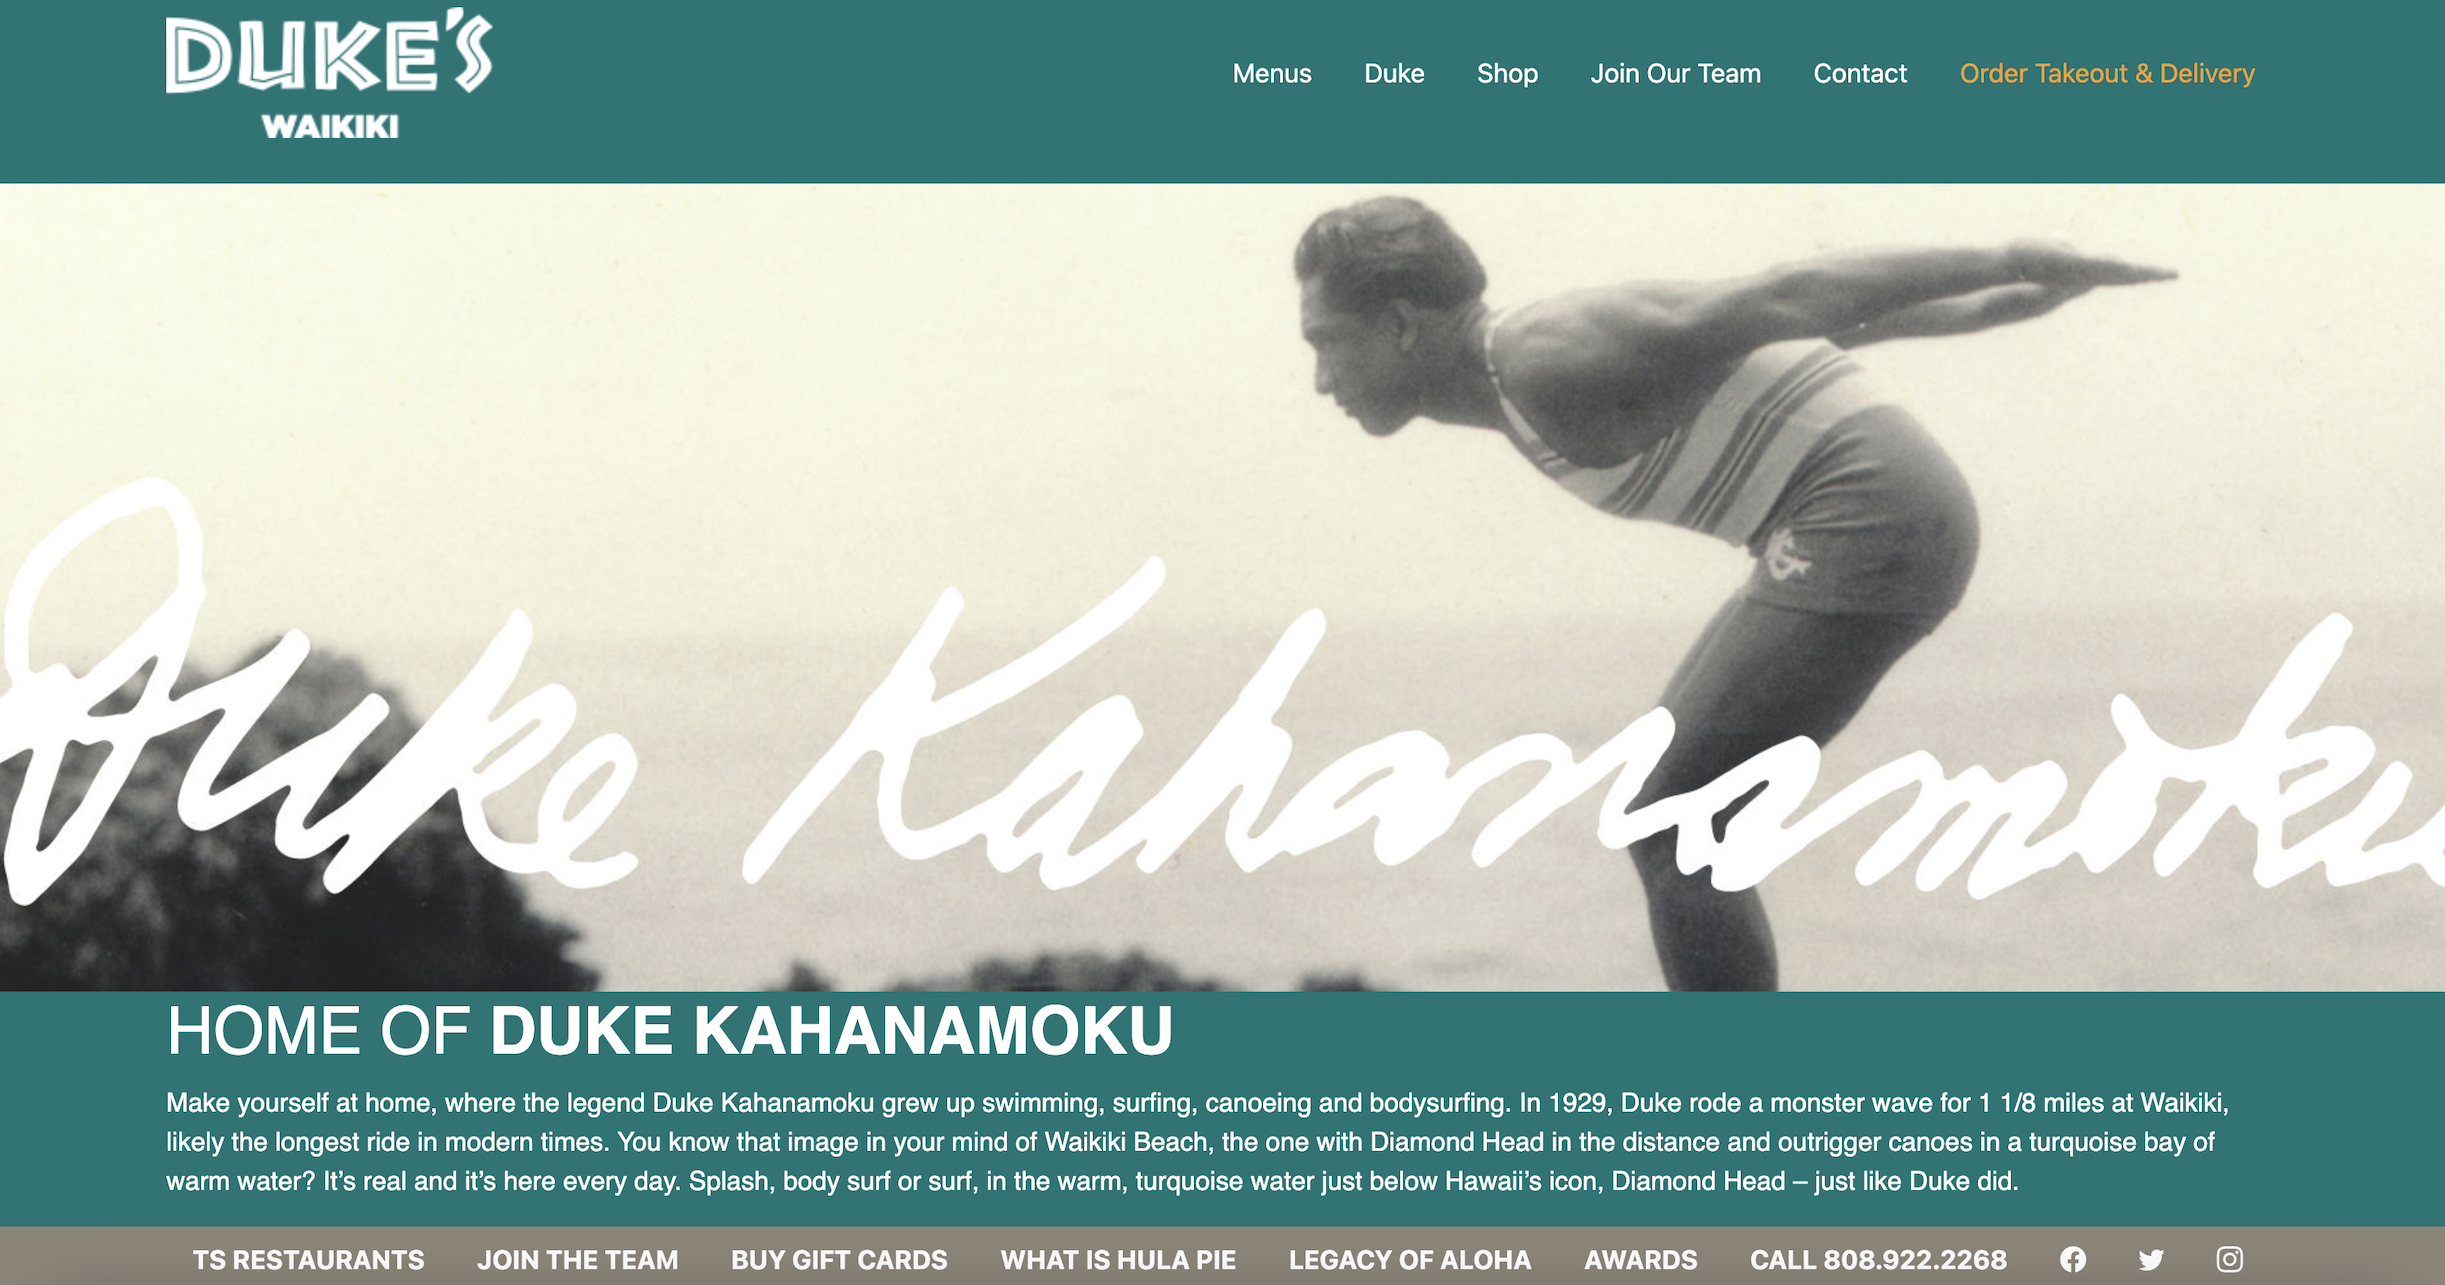 DUKE'S
WAIKIKI
Menus Duke Shop Join Our Team Contact Order Takeout & Delivery
Duke Kahanamoku
HOME OF DUKE KAHANAMOKU
Make yourself at home, where the legend Duke Kahanamoku grew up swimming, surfing, canoeing and bodysurfing. In 1929, Duke rode a monster wave for 1 1/8 miles at Waikiki,
likely the longest ride in modern times. You know that image in your mind of Waikiki Beach, the one with Diamond Head in the distance and outrigger canoes in a turquoise bay of
warm water? It’s real and it’s here every day. Splash, body surf or surf, in the warm, turquoise water just below Hawaii’s icon, Diamond Head – just like Duke did.
TS RESTAURANTS JOIN THE TEAM BUY GIFT CARDS WHAT IS HULA PIE LEGACY OF ALOHA AWARDS CALL 808.922.2268